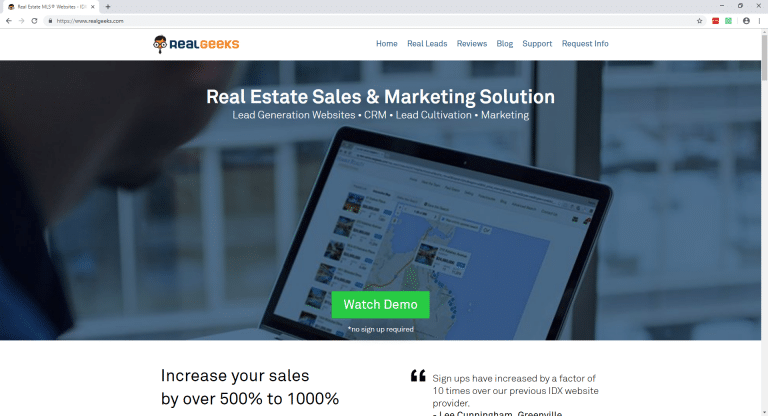 Real Estate MLS® Websites - IDX
https://www.realgeeks.com
REALGEEKS
Home Real Leads Reviews Blog Support Request Info
Real Estate Sales & Marketing Solution
Lead Generation Websites • CRM • Lead Cultivation • Marketing
Watch Demo
*no sign up required
Increase your sales
by over 500% to 1000%
“ Sign ups have increased by a factor of
10 times over our previous IDX website
provider.
- Lee Cunningham, Greenville